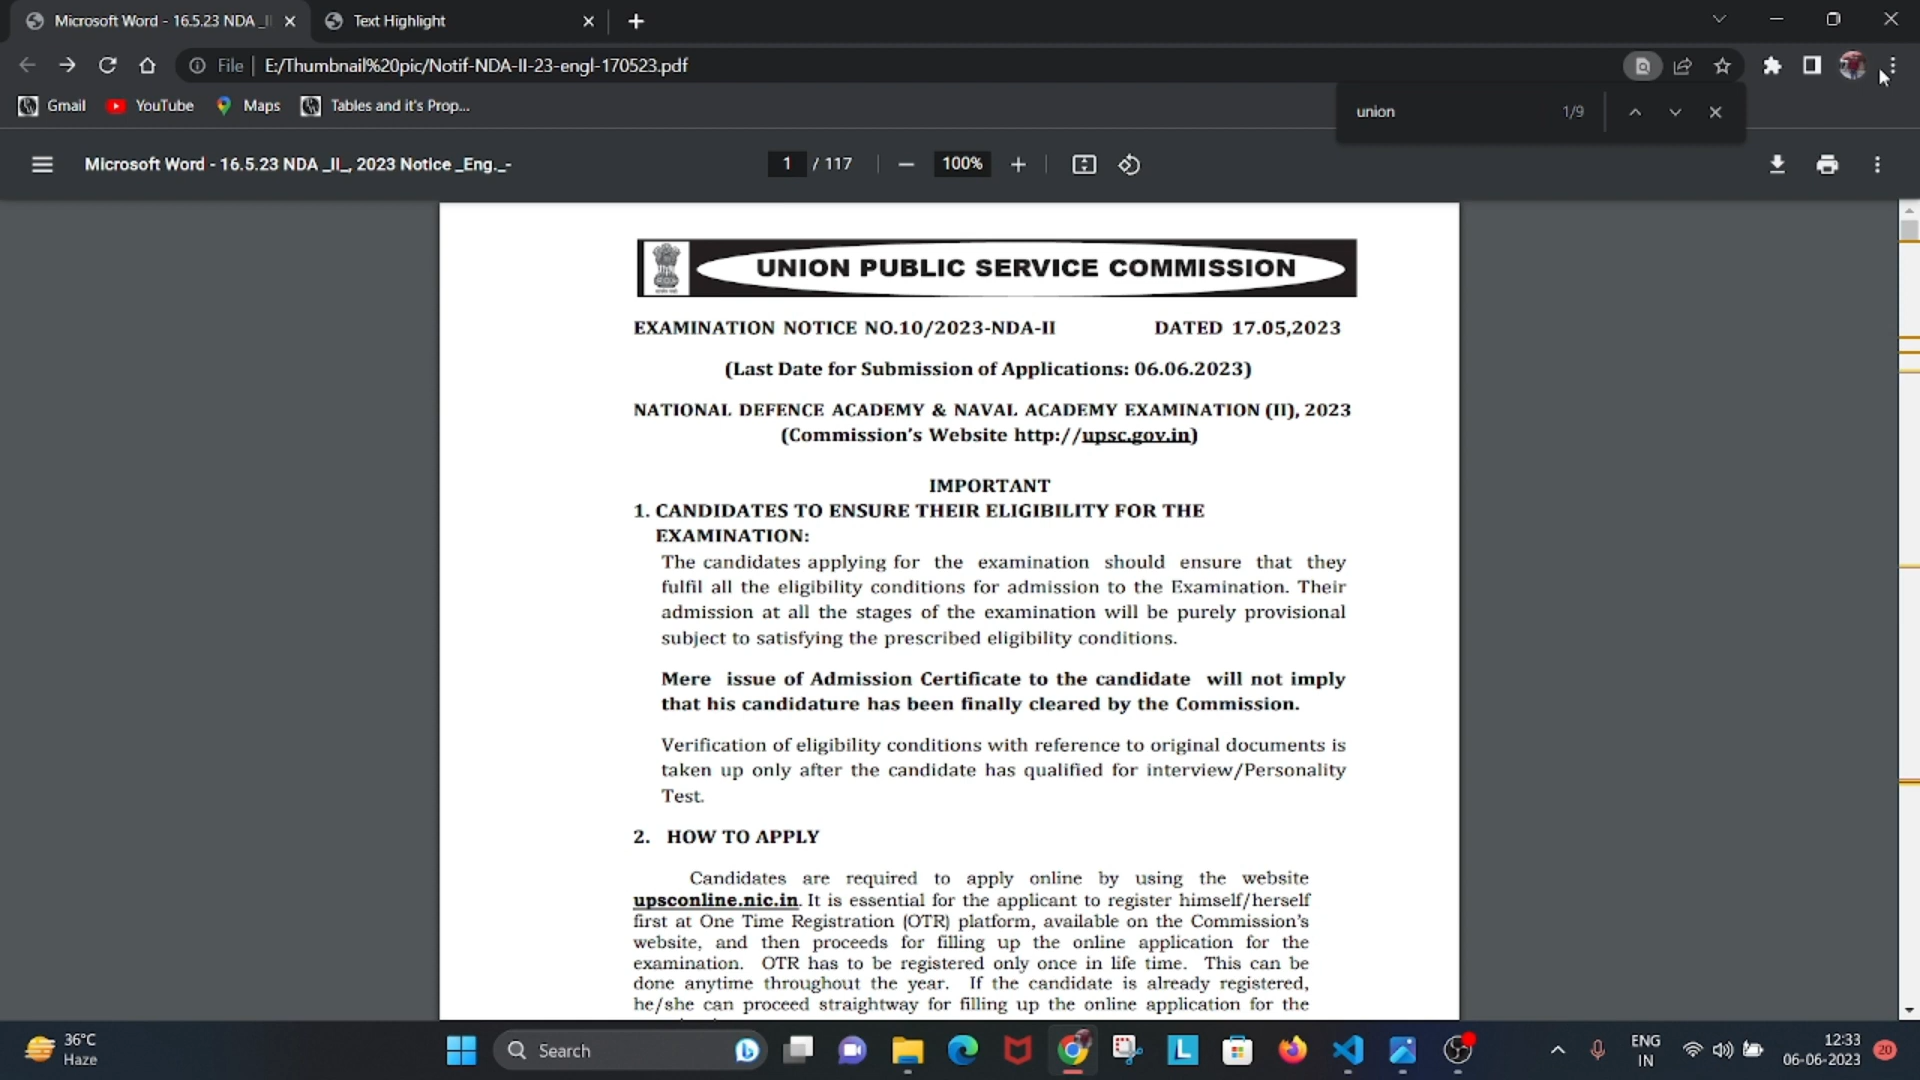 Microsoft Word - 16.5.23 NDA _I
Text Highlight
File
E:/Thumbnail%20pic/Notif-NDA-II-23-engl-170523.pdf
Gmail
YouTube
Maps
Tables and it's Prop...
union
1/9
Microsoft Word - 16.5.23 NDA _II_, 2023 Notice _Eng._-
1 / 117
100%
UNION PUBLIC SERVICE COMMISSION
EXAMINATION NOTICE NO.10/2023-NDA-II DATED 17.05,2023
(Last Date for Submission of Applications: 06.06.2023)
NATIONAL DEFENCE ACADEMY & NAVAL ACADEMY EXAMINATION (II), 2023
(Commission's Website http://upsc.gov.in)
IMPORTANT
1. CANDIDATES TO ENSURE THEIR ELIGIBILITY FOR THE
EXAMINATION:
The candidates applying for the examination should ensure that they
fulfil all the eligibility conditions for admission to the Examination. Their
admission at all the stages of the examination will be purely provisional
subject to satisfying the prescribed eligibility conditions.
Mere issue of Admission Certificate to the candidate will not imply
that his candidature has been finally cleared by the Commission.
Verification of eligibility conditions with reference to original documents is
taken up only after the candidate has qualified for interview/Personality
Test.
2. HOW TO APPLY
Candidates are required to apply online by using the website
upsconline.nic.in. It is essential for the applicant to register himself/herself
first at One Time Registration (OTR) platform, available on the Commission's
website, and then proceeds for filling up the online application for the
examination. OTR has to be registered only once in life time. This can be
done anytime throughout the year. If the candidate is already registered,
he/she can proceed straightway for filling up the online application for the
36°C
Haze
Search
ENG
IN
12:33
06-06-2023
20